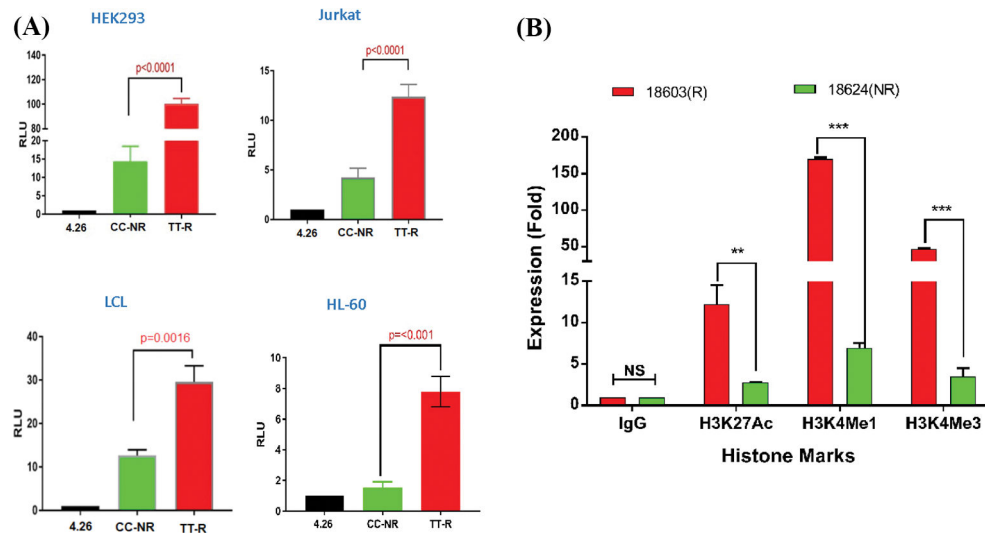 (A)
HEK293
p<0.0001
RLU
140
120
100
80
60
20
15
10
5
0
4.26 CC-NR TT-R
Jurkat
p<0.0001
RLU
15
10
5
0
4.26 CC-NR TT-R
LCL
p=0.0016
RLU
40
30
20
10
0
4.26 CC-NR TT-R
HL-60
p=<0.001
RLU
10
8
6
4
2
0
4.26 CC-NR TT-R
(B)
18603(R) 18624(NR)
Expression (Fold)
200
150
100
50
15
10
5
0
NS
**
***
***
IgG H3K27Ac H3K4Me1 H3K4Me3
Histone Marks